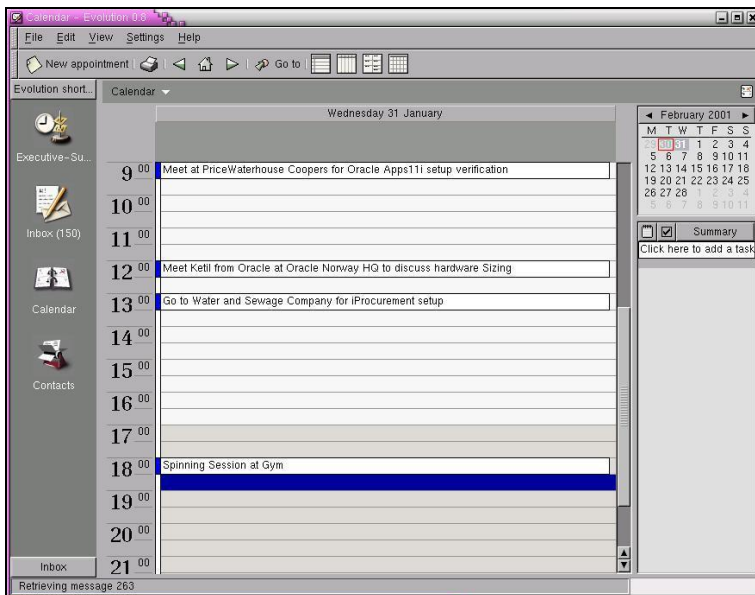 Calendar - Evolution 0.8
File Edit View Settings Help
New appointment Go to
Evolution short... Calendar
Executive-Su...
Inbox (150)
Calendar
Contacts
Inbox
Wednesday 31 January
9 00 Meet at PriceWaterhouse Coopers for Oracle Apps11i setup verification
10 00
11 00
12 00 Meet Ketil from Oracle at Oracle Norway HQ to discuss hardware Sizing
13 00 Go to Water and Sewage Company for iProcurement setup
14 00
15 00
16 00
17 00
18 00 Spinning Session at Gym
19 00
20 00
21 00
February 2001
M T W T F S S
29 30 31 1 2 3 4
5 6 7 8 9 10 11
12 13 14 15 16 17 18
19 20 21 22 23 24 25
26 27 28 1 2 3 4
5 6 7 8 9 10 11
Summary
Click here to add a task
Retrieving message 263